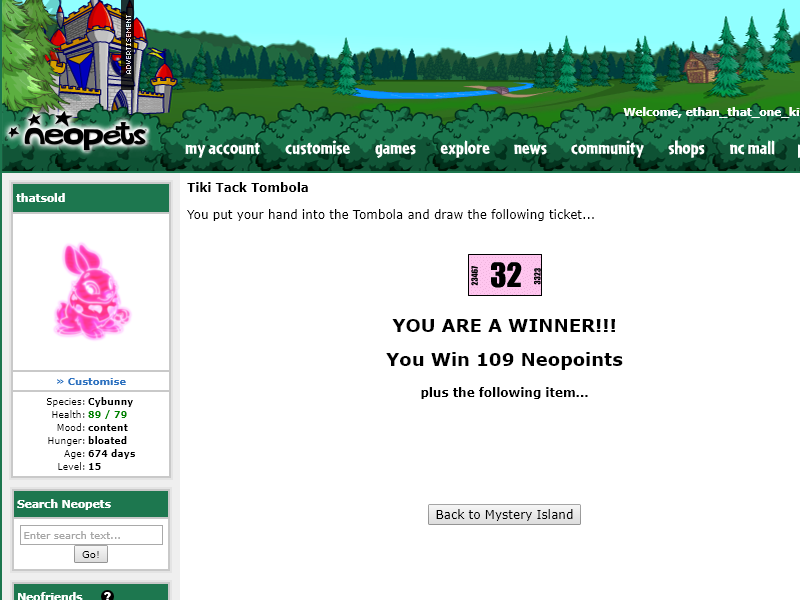 ADVERTISEMENT
Welcome, ethan_that_one_ki
neopets
my account customise games explore news community shops nc mall
thatsold
» Customise
Species: Cybunny
Health: 89 / 79
Mood: content
Hunger: bloated
Age: 674 days
Level: 15
Search Neopets
Enter search text...
Go!
Neofriends ?
Tiki Tack Tombola
You put your hand into the Tombola and draw the following ticket...
23467 32 3323
YOU ARE A WINNER!!!
You Win 109 Neopoints
plus the following item...
Back to Mystery Island